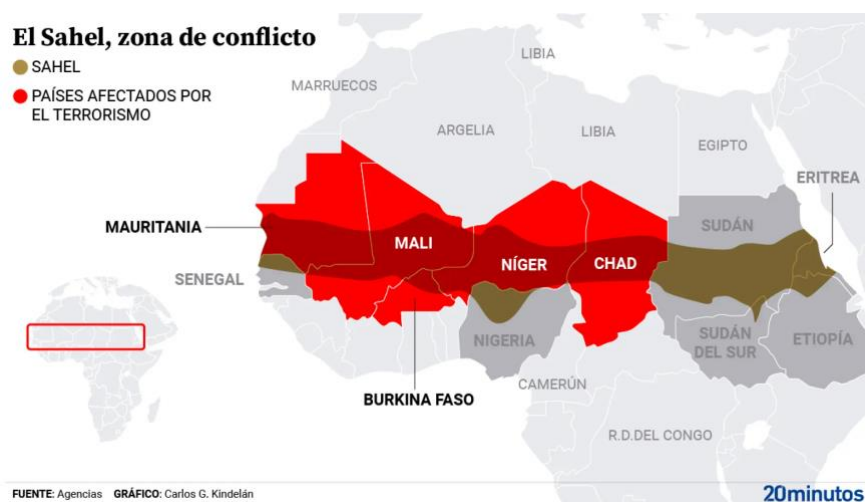 El Sahel, zona de conflicto
SAHEL
PAÍSES AFECTADOS POR
EL TERRORISMO
LIBIA
MARRUECOS
ARGELIA
LIBIA
EGIPTO
ERITREA
MAURITANIA
SUDÁN
MALI
NÍGER
CHAD
SENEGAL
NIGERIA
SUDÁN
DEL SUR
ETIOPÍA
CAMERÚN
BURKINA FASO
R.D.DEL CONGO
FUENTE: Agencias GRÁFICO: Carlos G. Kindelán
20minutos